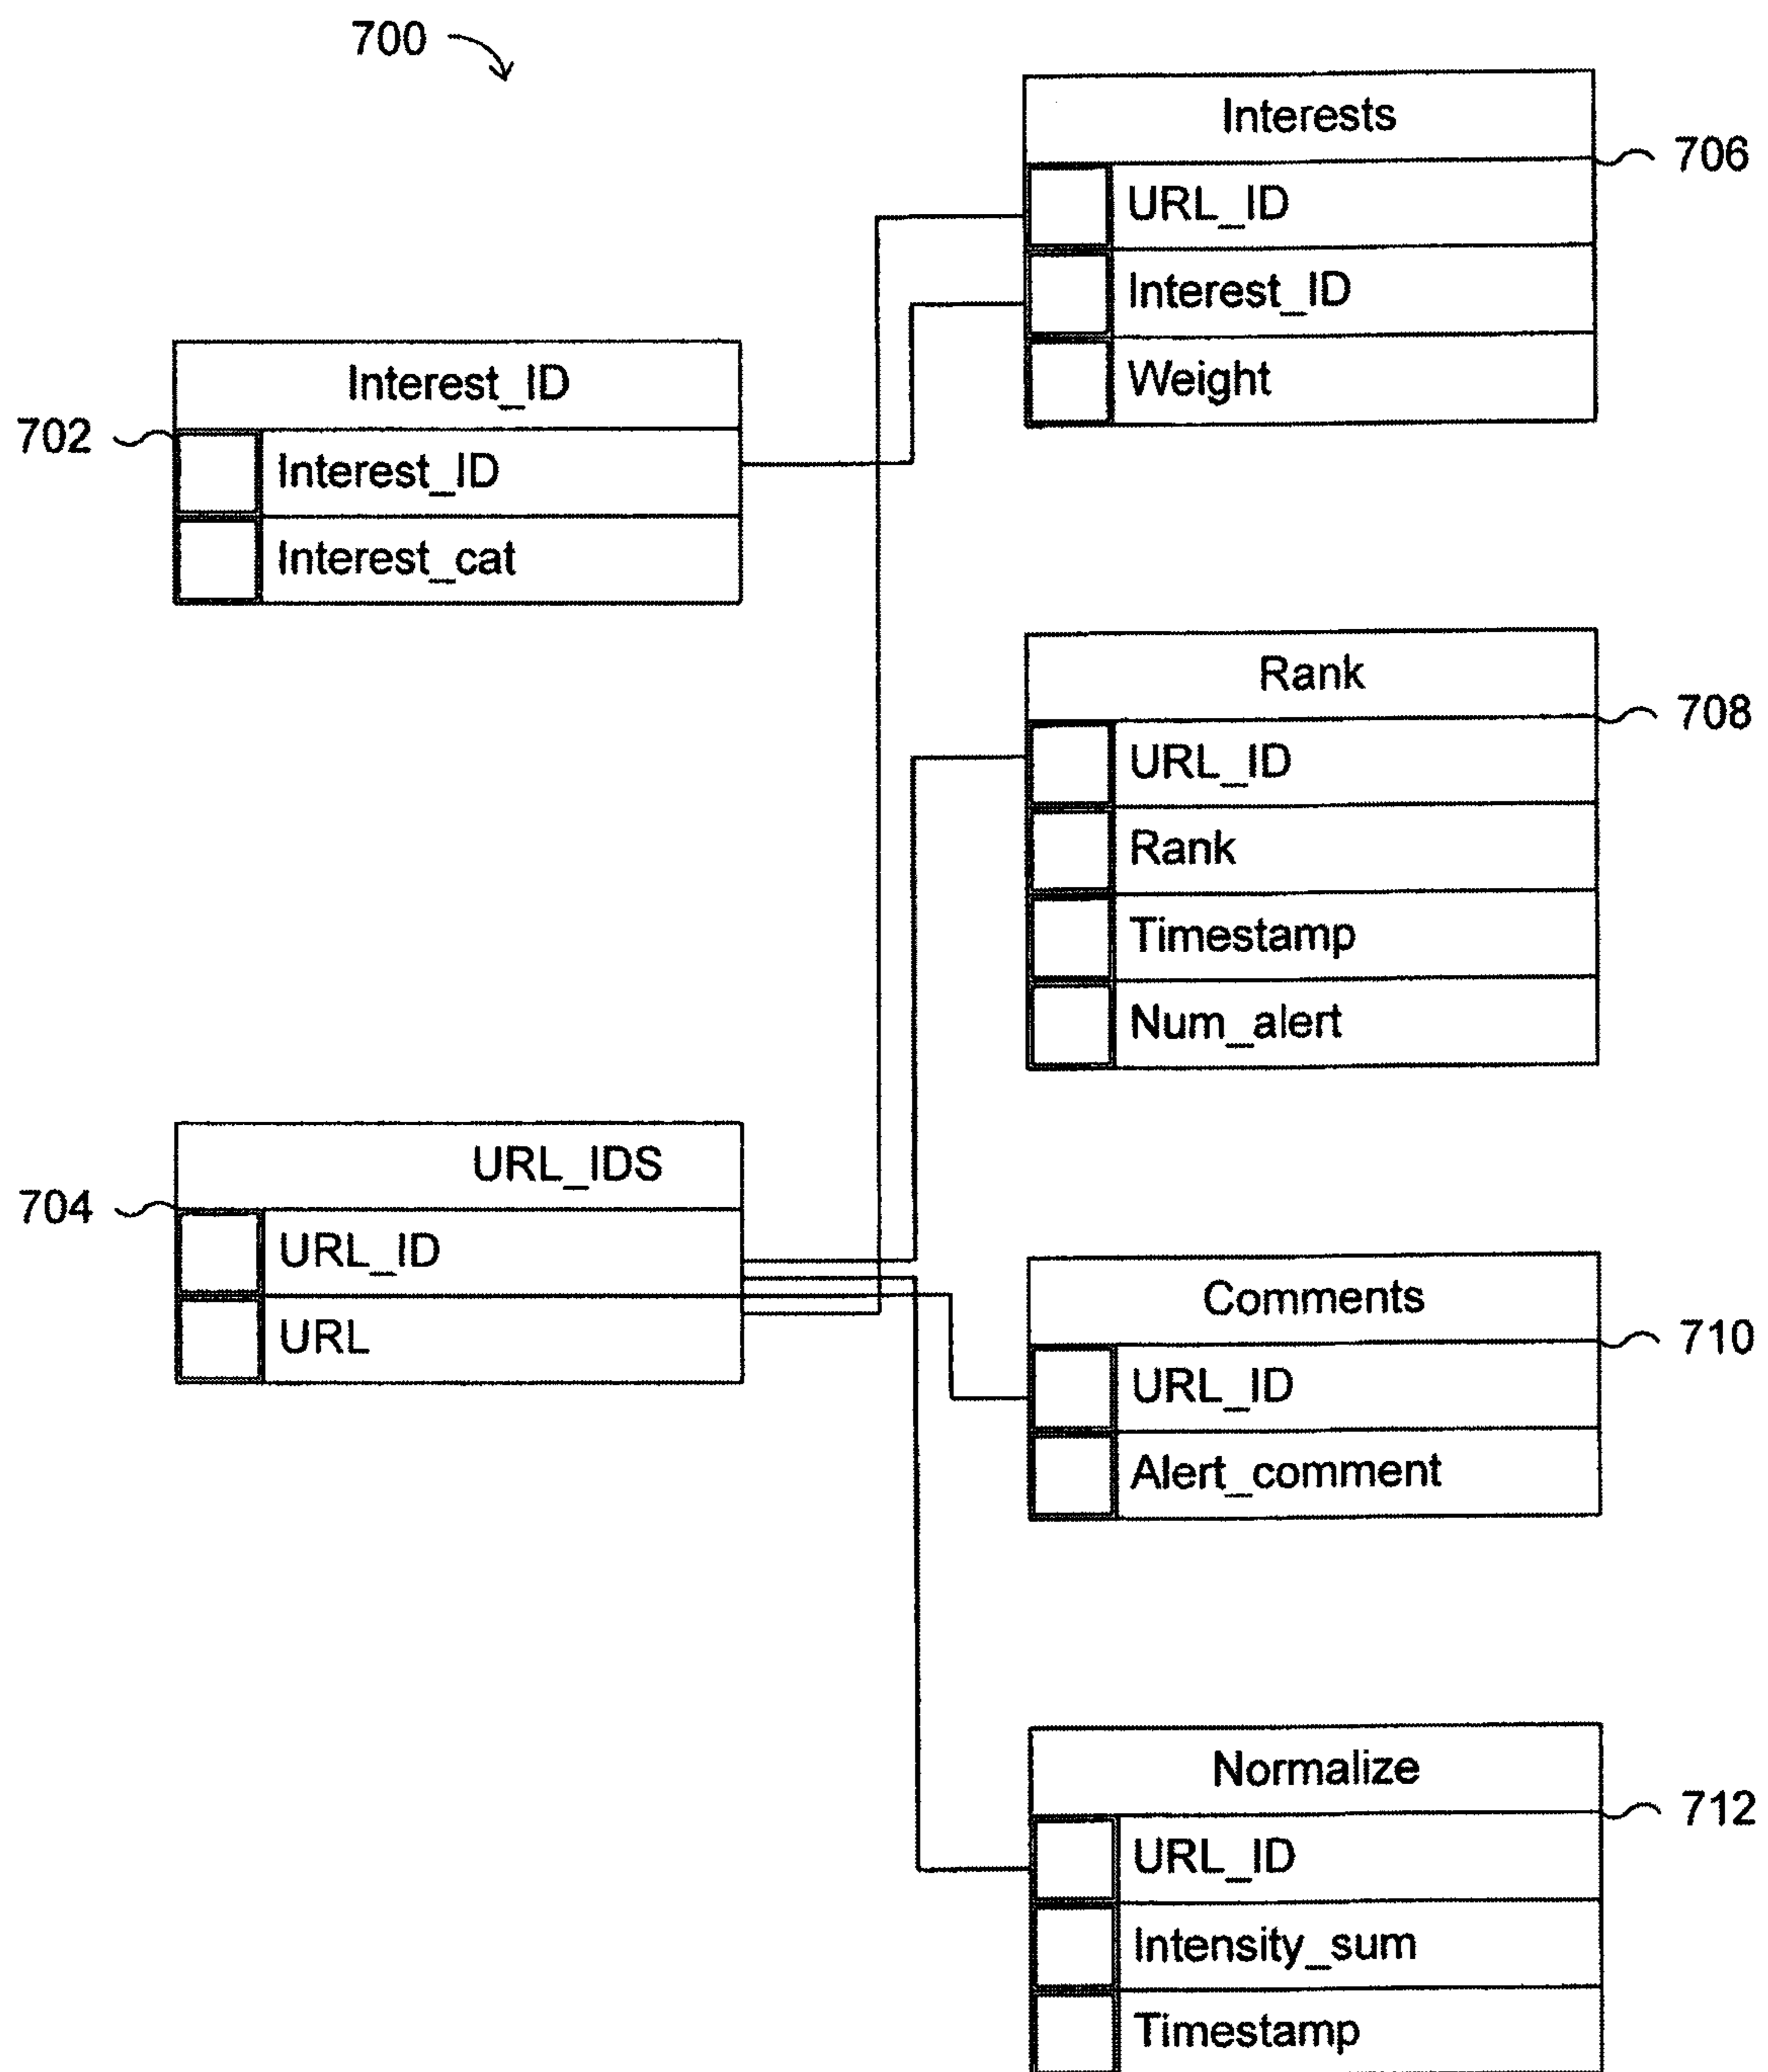 700
Interests
706
URL_ID
Interest_ID
Weight
Interest_ID
702
Interest_ID
Interest_cat
Rank
708
URL_ID
Rank
Timestamp
Num_alert
URL_IDS
704
URL_ID
URL
Comments
710
URL_ID
Alert_comment
Normalize
712
URL_ID
Intensity_sum
Timestamp